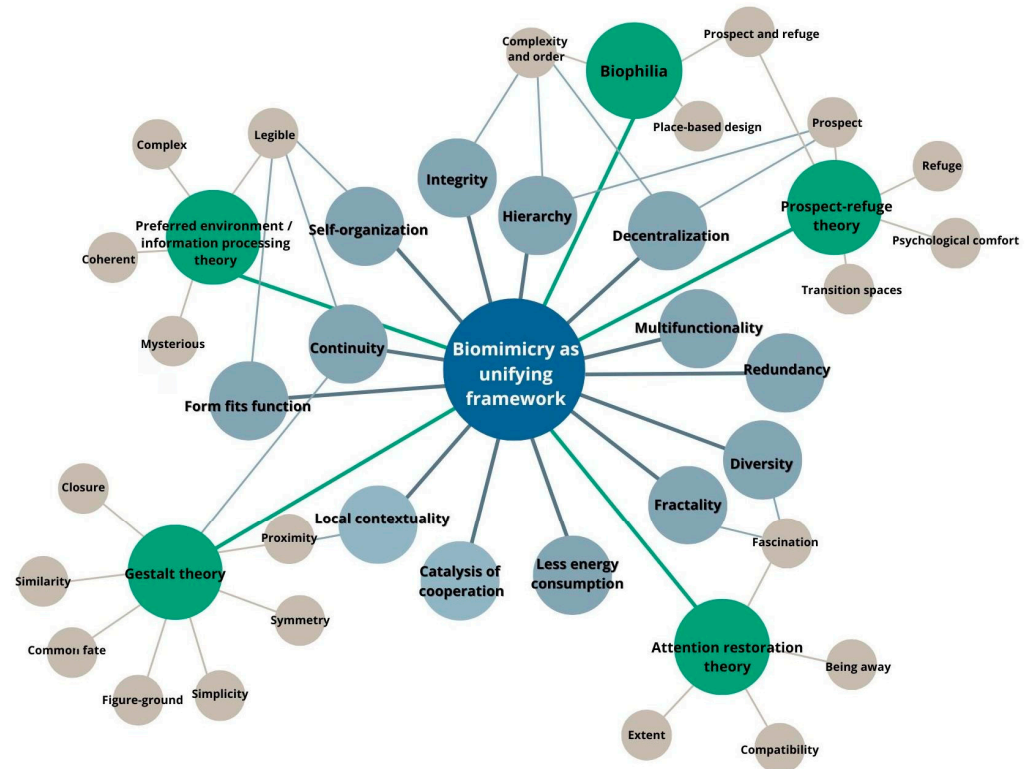 Complexity
and order
Biophilia
Prospect and refuge
Place-based design
Prospect
Complex
Legible
Integrity
Hierarchy
Refuge
Prospect-refuge
theory
Preferred environment /
information processing
theory
Self-organization
Decentralization
Psychological comfort
Coherent
Transition spaces
Mysterious
Continuity
Multifunctionality
Biomimicry as
unifying
framework
Redundancy
Form fits function
Diversity
Closure
Fractality
Local contextuality
Proximity
Fascination
Gestalt theory
Similarity
Catalysis of
cooperation
Less energy
consumption
Symmetry
Common fate
Attention restoration
theory
Being away
Figure-ground
Simplicity
Extent
Compatibility